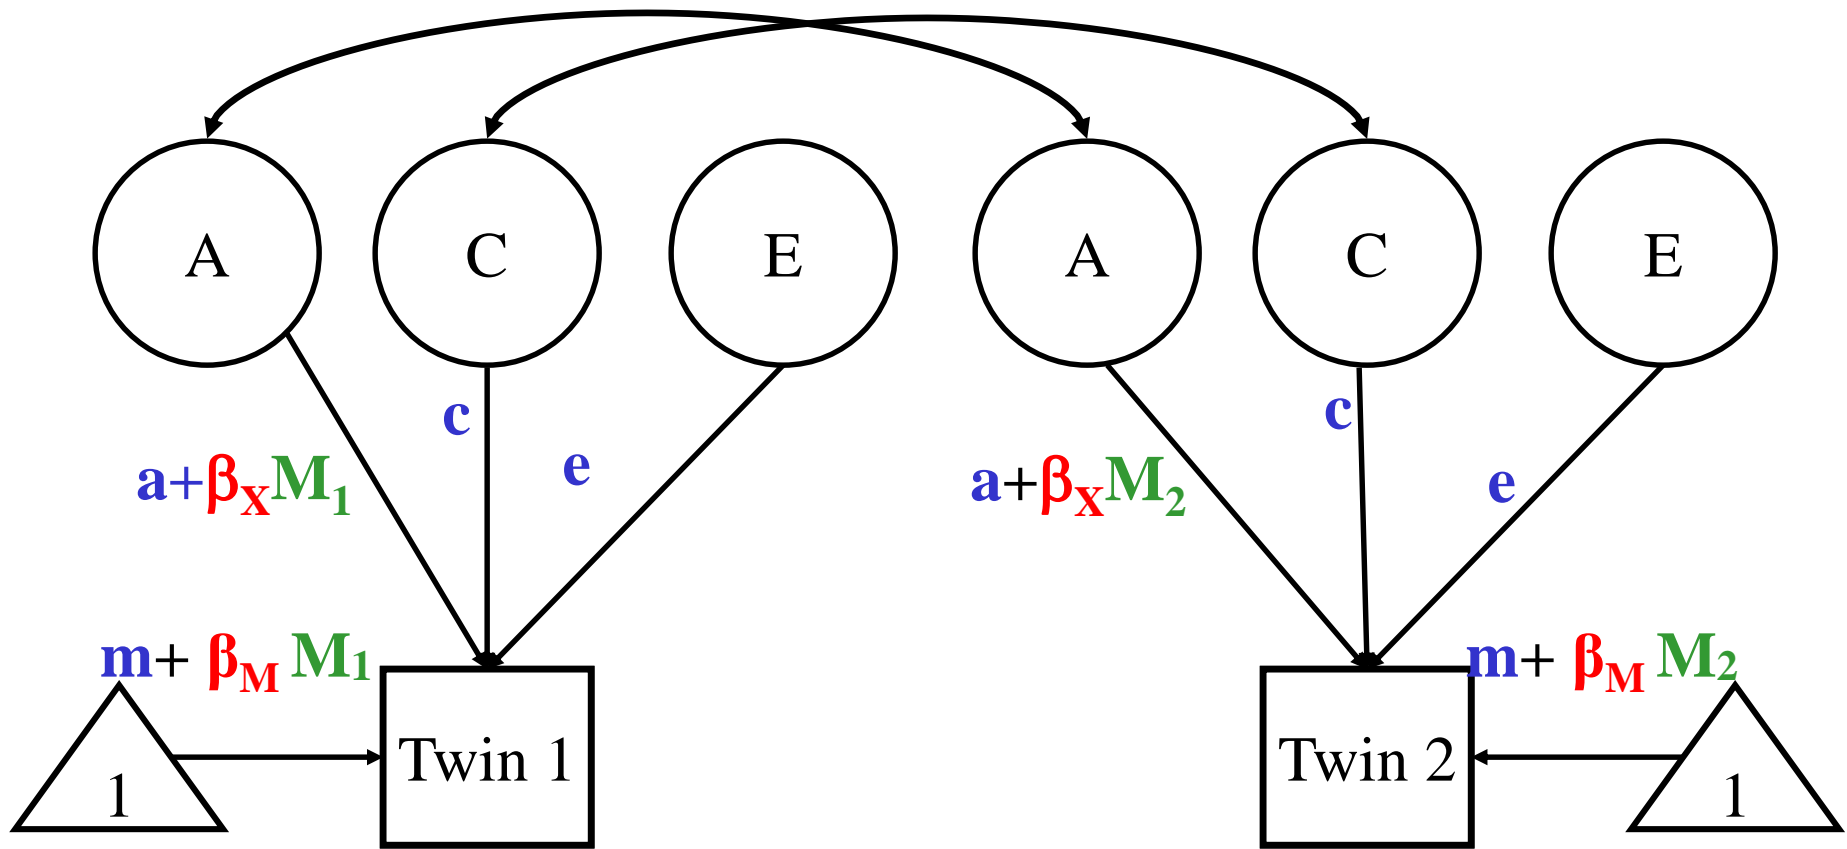 A C E A C E
c c
e e
a+βXM1 a+βXM2
m+ βM M1 m+ βM M2
Twin 1 Twin 2
1 1